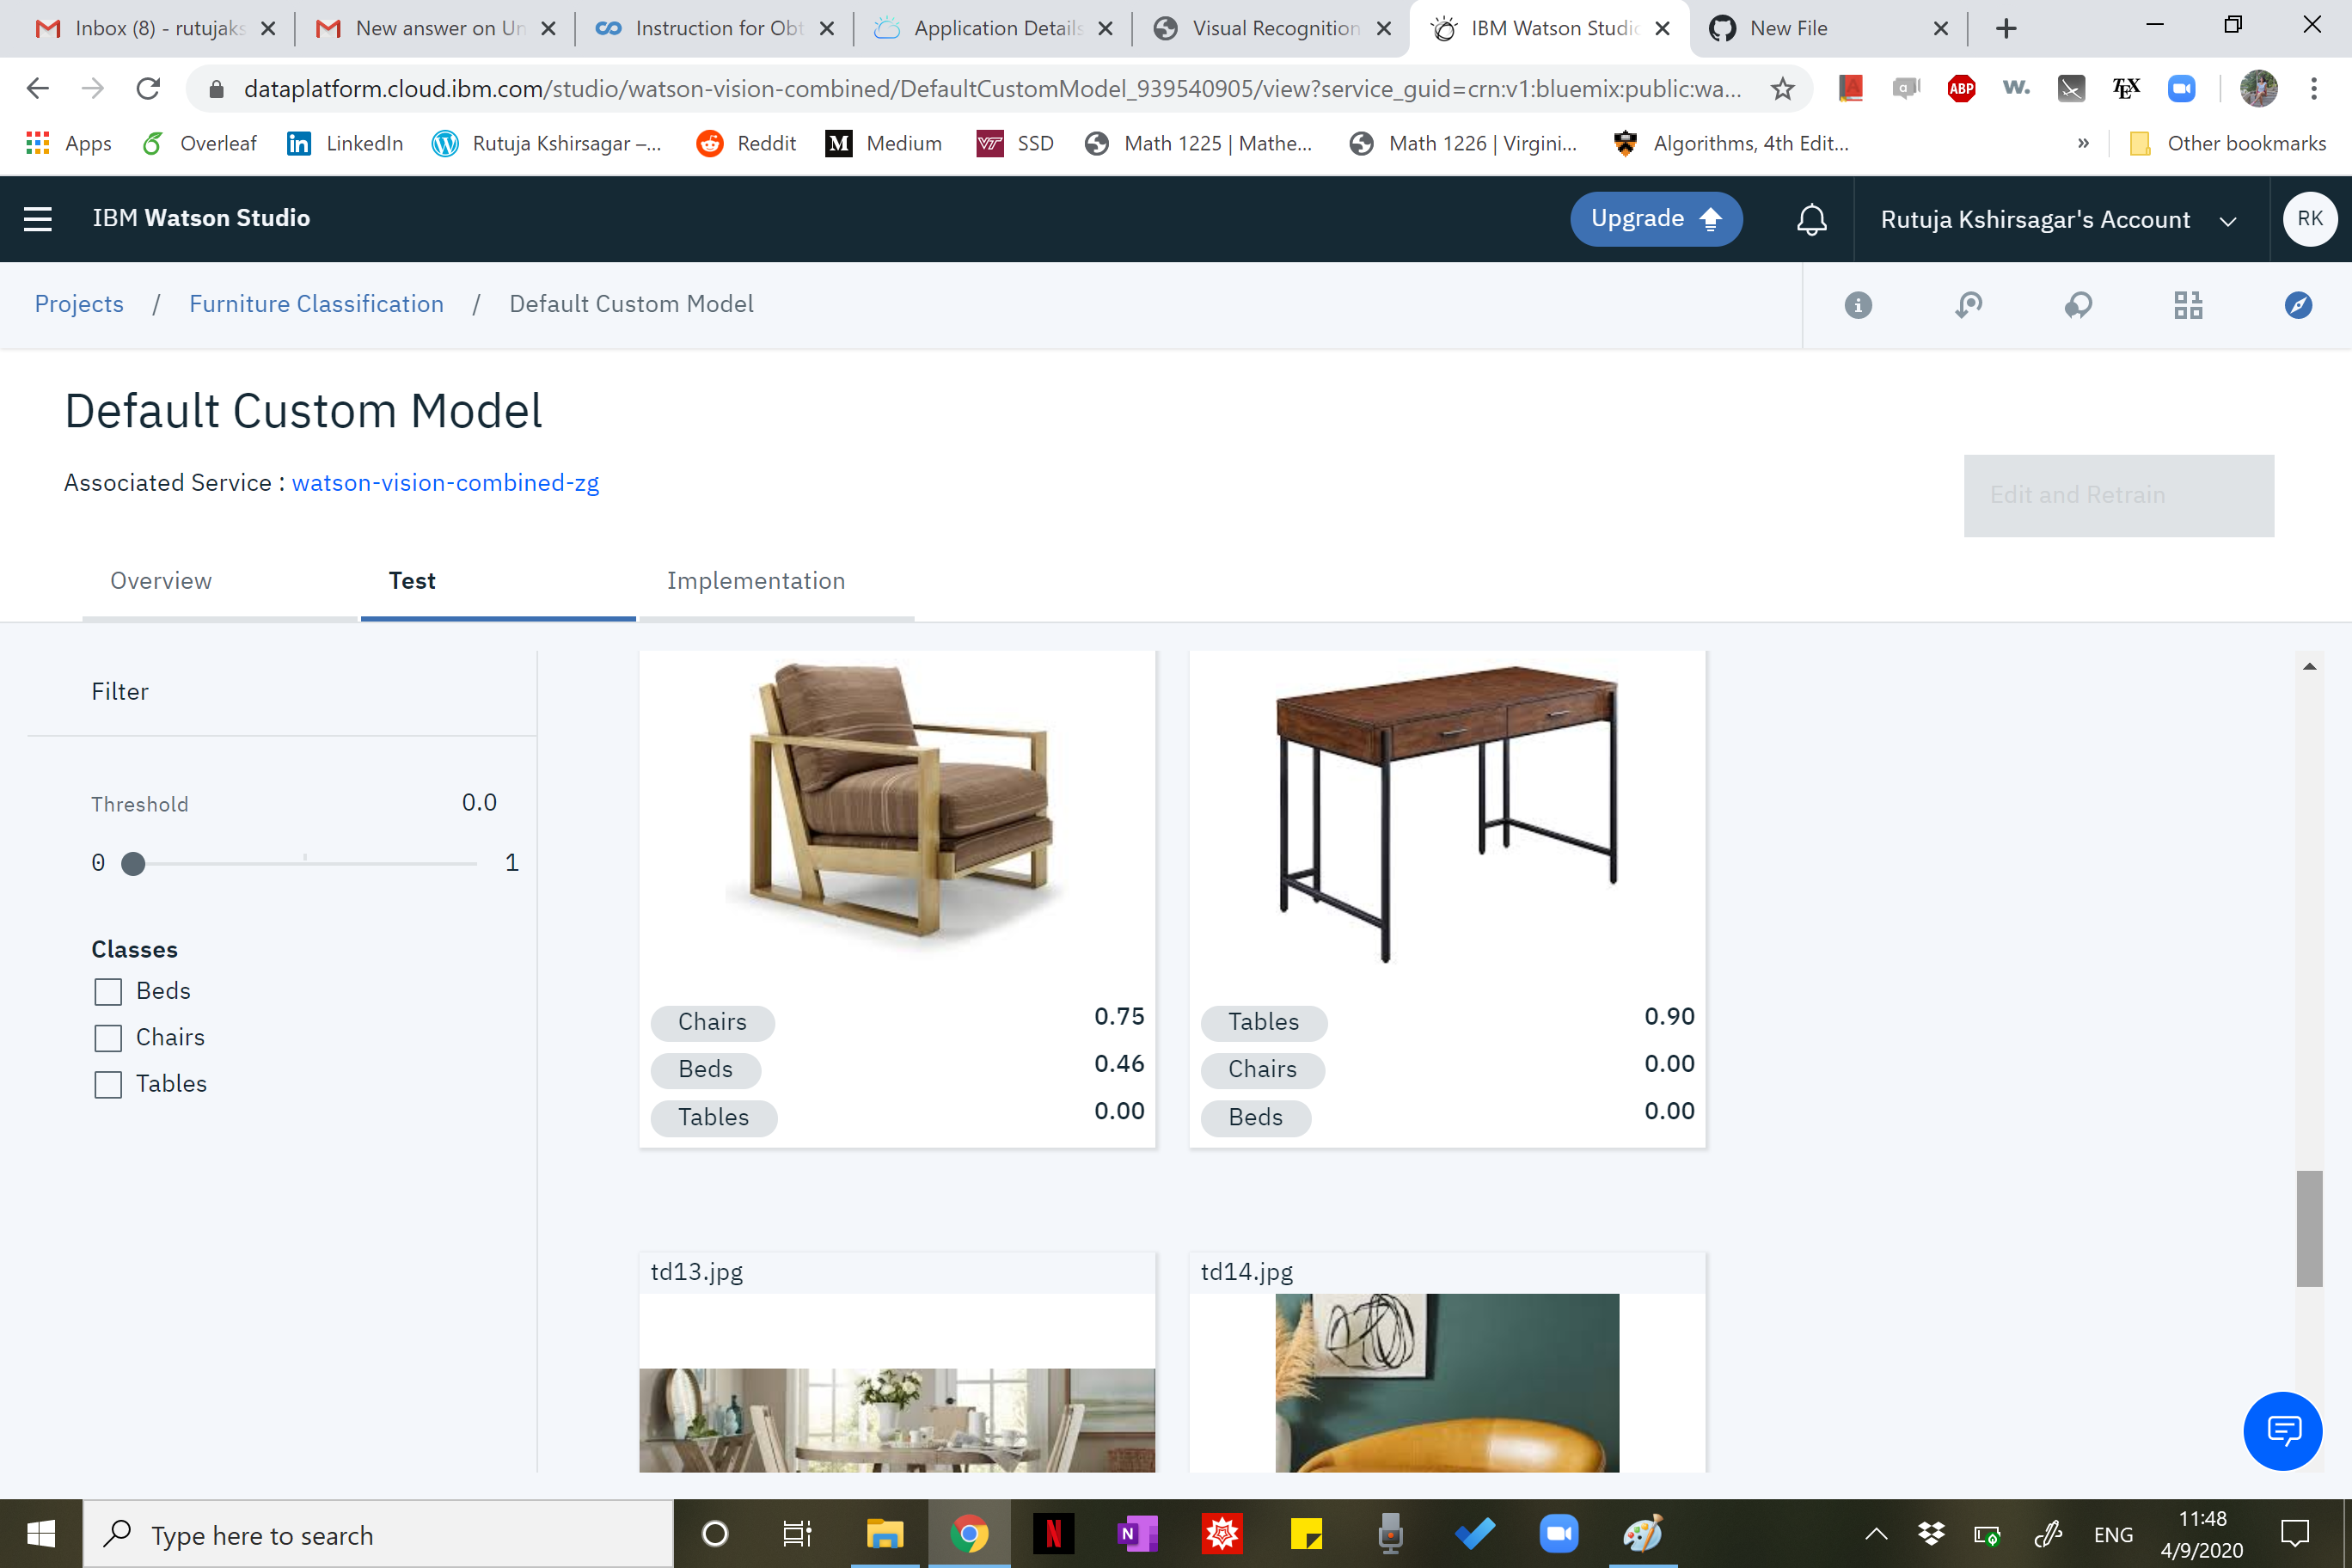 Inbox (8) - rutujaks
New answer on Un
Instruction for Obt
Application Details
Visual Recognition
IBM Watson Studio
New File
dataplatform.cloud.ibm.com/studio/watson-vision-combined/DefaultCustomModel_939540905/view?service_guid=crn:v1:bluemix:public:wa...
ABP
w.
TEX
Apps
Overleaf
LinkedIn
Rutuja Kshirsagar –...
Reddit
Medium
SSD
Math 1225 | Mathe...
Math 1226 | Virgini...
Algorithms, 4th Edit...
»
Other bookmarks
IBM Watson Studio
Upgrade
Rutuja Kshirsagar's Account
RK
Projects / Furniture Classification / Default Custom Model
Default Custom Model
Associated Service : watson-vision-combined-zg
Edit and Retrain
Overview
Test
Implementation
Filter
Threshold 0.0
0 1
Classes
Beds
Chairs
Tables
Chairs 0.75
Beds 0.46
Tables 0.00
Tables 0.90
Chairs 0.00
Beds 0.00
td13.jpg
td14.jpg
Type here to search
ENG
11:48
4/9/2020